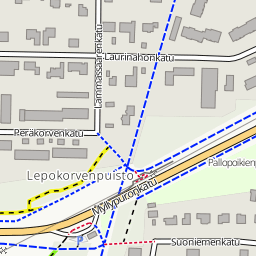 Laurinahonkatu
Lammassaarenkatu
Peräkorvenkatu
Lepokorvenpuisto
Myllypuronkatu
Pallopoikien
Suoniemenkatu